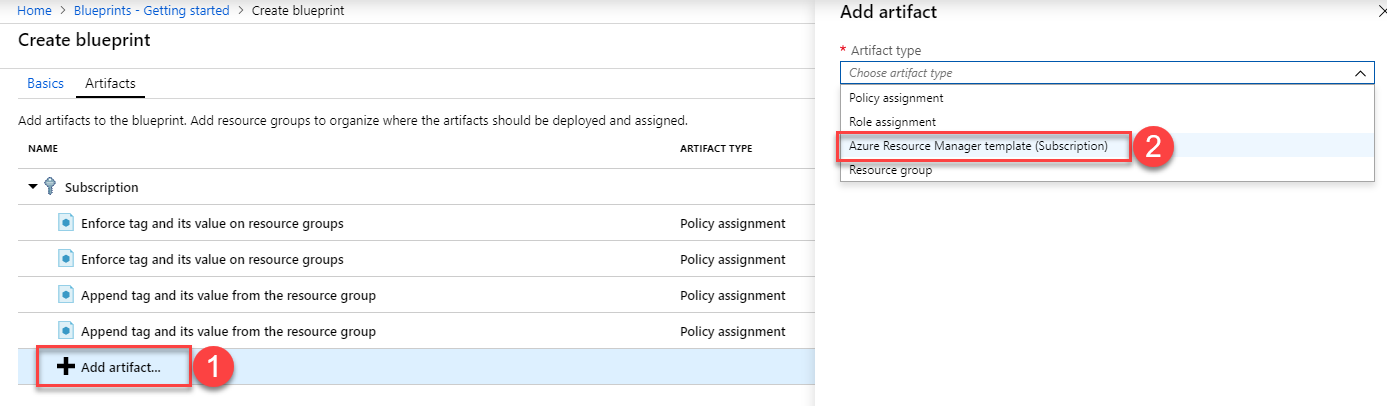 Home > Blueprints - Getting started > Create blueprint
Create blueprint
Basics Artifacts
Add artifacts to the blueprint. Add resource groups to organize where the artifacts should be deployed and assigned.
NAME ARTIFACT TYPE
Subscription
Enforce tag and its value on resource groups Policy assignment
Enforce tag and its value on resource groups Policy assignment
Append tag and its value from the resource group Policy assignment
Append tag and its value from the resource group Policy assignment
Add artifact... 1
Add artifact
* Artifact type
Choose artifact type
Policy assignment
Role assignment
Azure Resource Manager template (Subscription) 2
Resource group